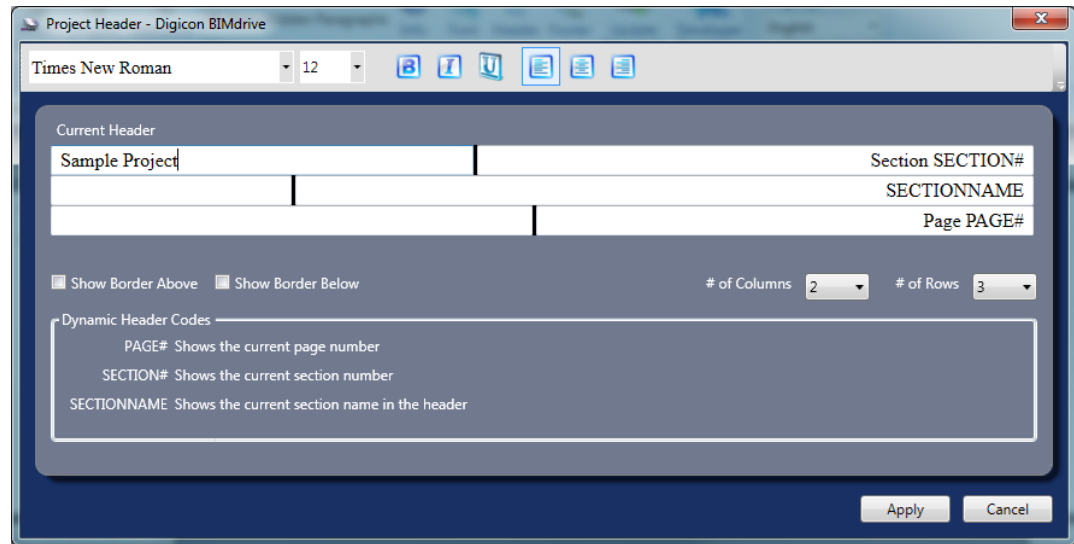 Project Header - Digicon BIMdrive
Times New Roman 12 B I U
Current Header
Sample Project Section SECTION#
SECTIONNAME
Page PAGE#
Show Border Above Show Border Below # of Columns 2 # of Rows 3
Dynamic Header Codes
PAGE# Shows the current page number
SECTION# Shows the current section number
SECTIONNAME Shows the current section name in the header
Apply Cancel